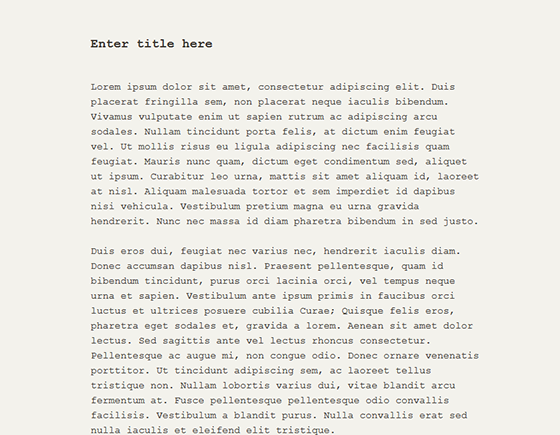 Enter title here
Lorem ipsum dolor sit amet, consectetur adipiscing elit. Duis
placerat fringilla sem, non placerat neque iaculis bibendum.
Vivamus vulputate enim ut sapien rutrum ac adipiscing arcu
sodales. Nullam tincidunt porta felis, at dictum enim feugiat
vel. Ut mollis risus eu ligula adipiscing nec facilisis quam
feugiat. Mauris nunc quam, dictum eget condimentum sed, aliquet
ut ipsum. Curabitur leo urna, mattis sit amet aliquam id, laoreet
at nisl. Aliquam malesuada tortor et sem imperdiet id dapibus
nisi vehicula. Vestibulum pretium magna eu urna gravida
hendrerit. Nunc nec massa id diam pharetra bibendum in sed justo.
Duis eros dui, feugiat nec varius nec, hendrerit iaculis diam.
Donec accumsan dapibus nisl. Praesent pellentesque, quam id
bibendum tincidunt, purus orci lacinia orci, vel tempus neque
urna et sapien. Vestibulum ante ipsum primis in faucibus orci
luctus et ultrices posuere cubilia Curae; Quisque felis eros,
pharetra eget sodales et, gravida a lorem. Aenean sit amet dolor
lectus. Sed sagittis ante vel lectus rhoncus consectetur.
Pellentesque ac augue mi, non congue odio. Donec ornare venenatis
porttitor. Ut tincidunt adipiscing sem, ac laoreet tellus
tristique non. Nullam lobortis varius dui, vitae blandit arcu
fermentum at. Fusce pellentesque pellentesque odio convallis
facilisis. Vestibulum a blandit purus. Nulla convallis erat sed
nulla iaculis et eleifend elit tristique.